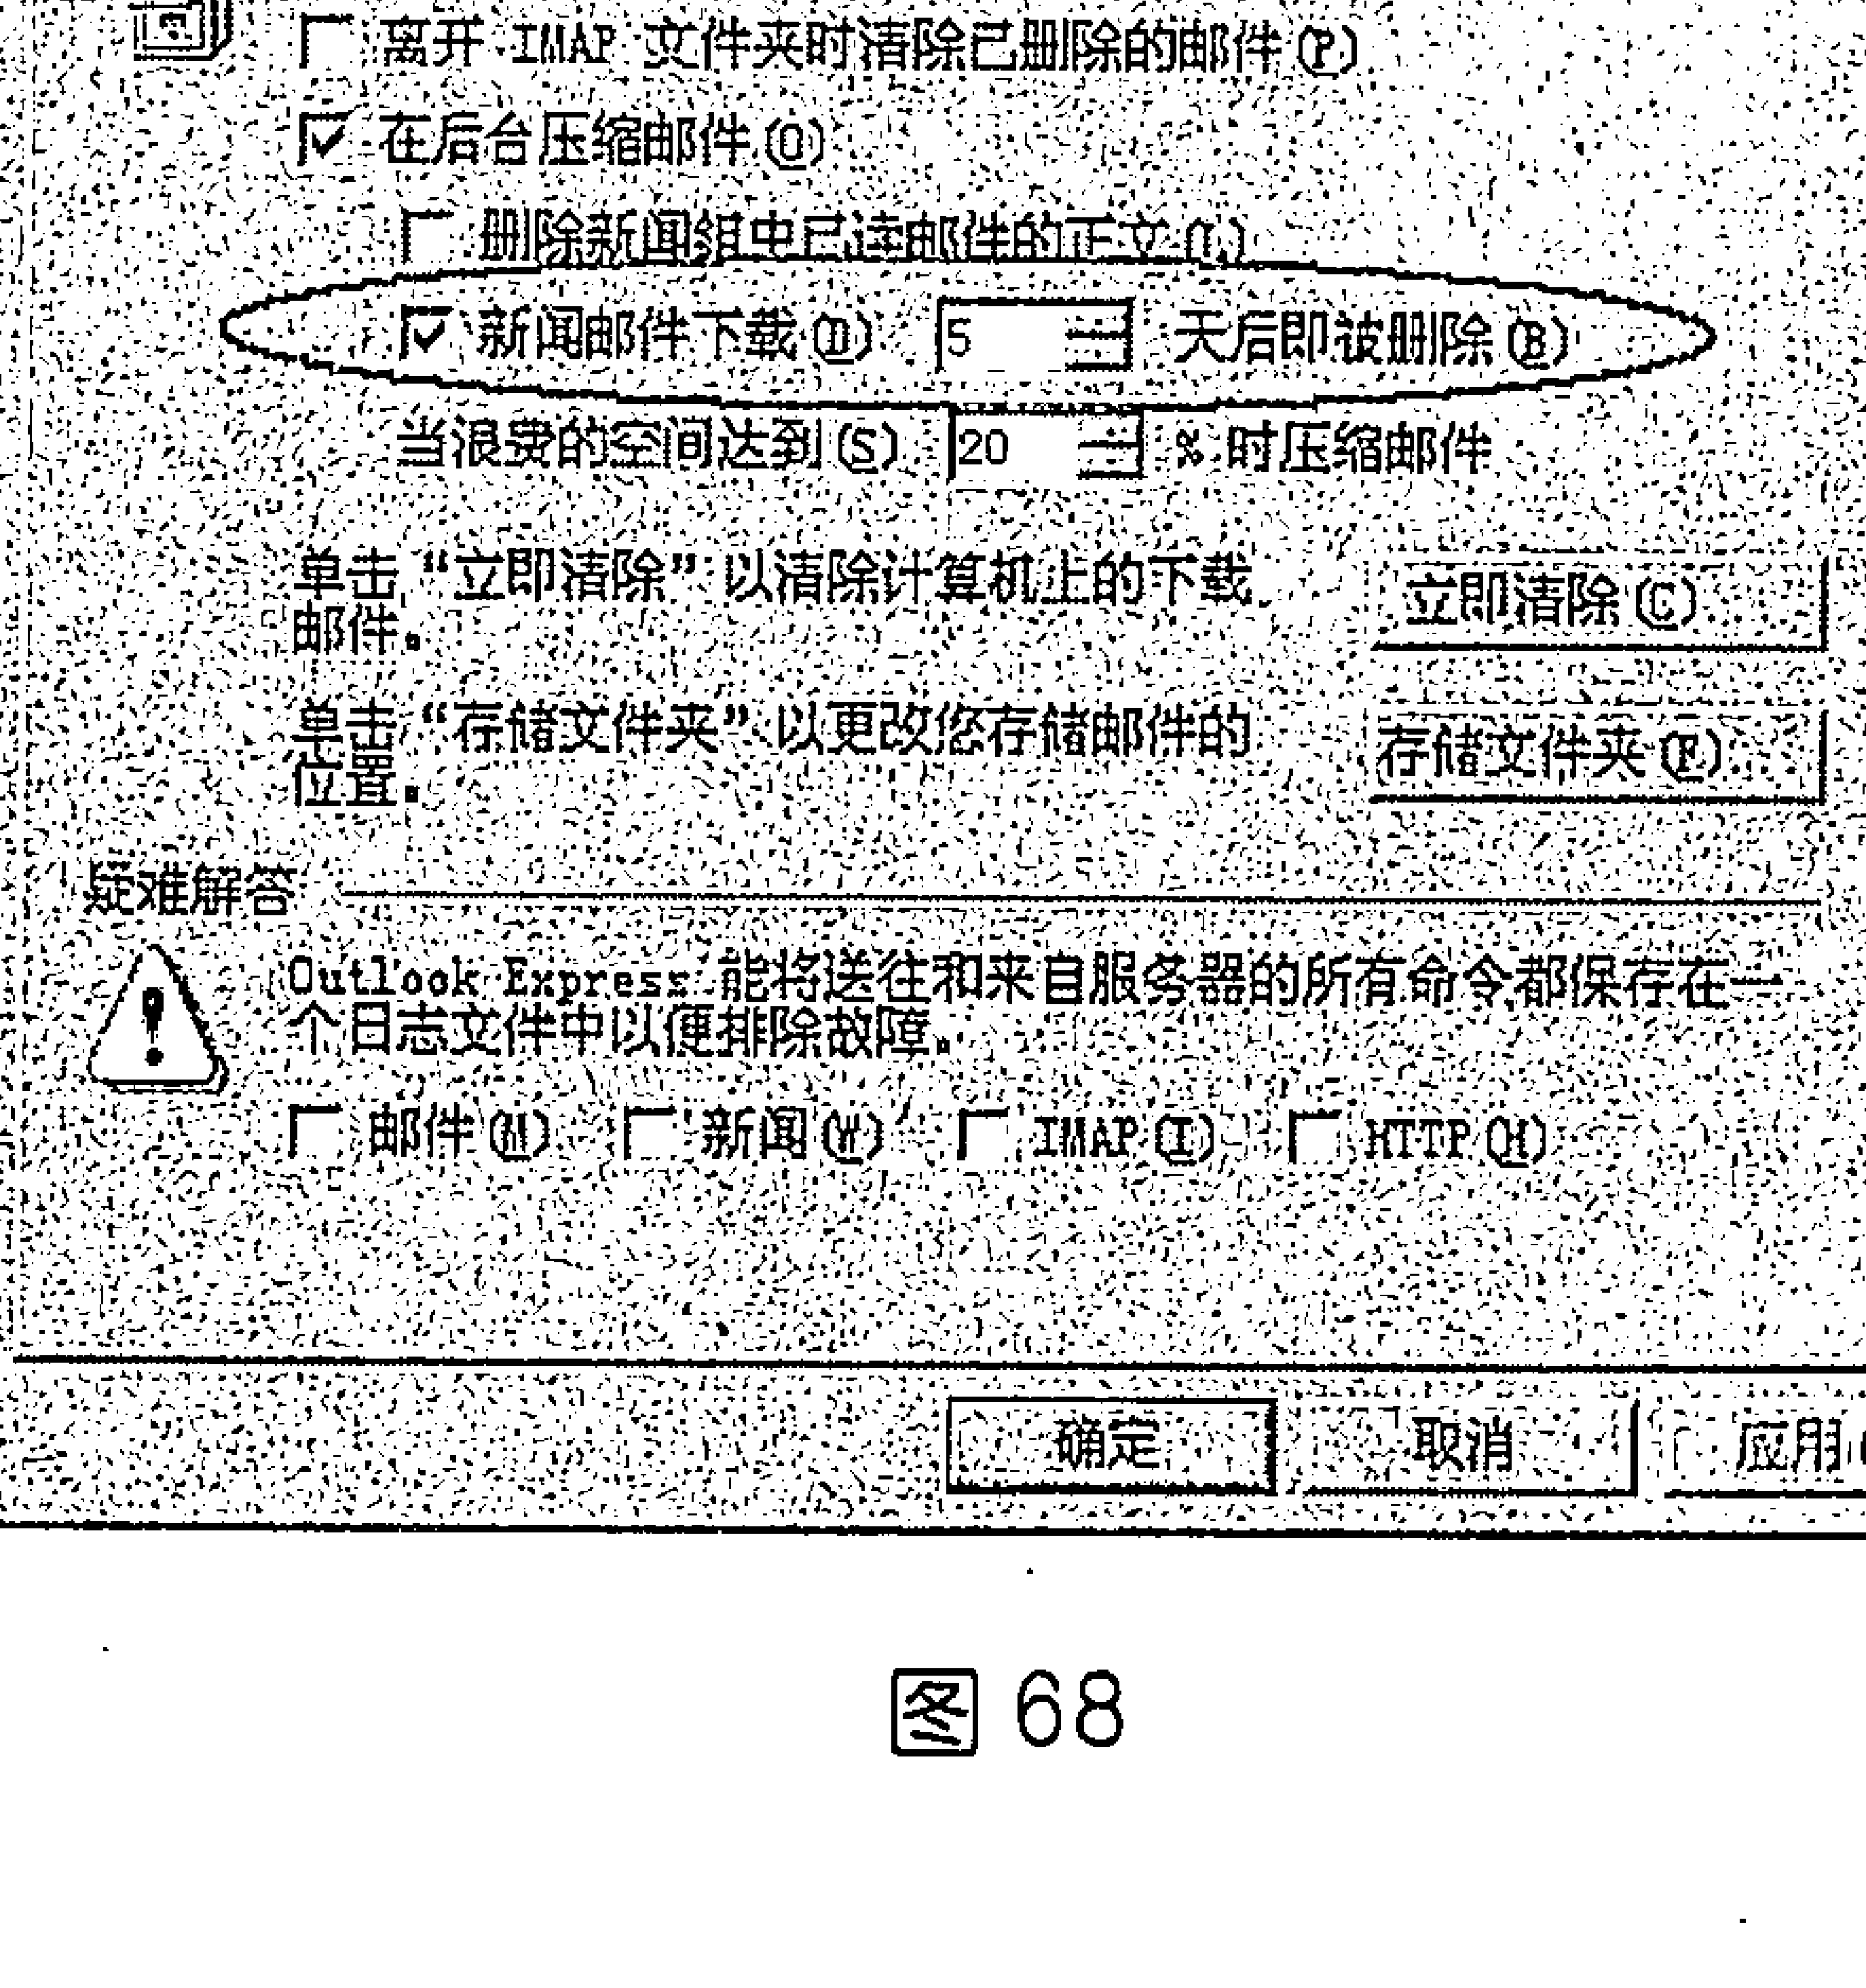 离开 IMAP 文件夹时清除已删除的邮件(P)
在后台压缩邮件(O)
删除新闻组中已读邮件的正文(L)
新闻邮件下载(D) 5 天后即被删除(B)
当浪费的空间达到(S) 20 % 时压缩邮件
单击“立即清除”以清除计算机上的下载
邮件。
立即清除(C)
单击“存储文件夹”以更改您存储邮件的
位置。
存储文件夹(F)
疑难解答
Outlook Express 能将送往和来自服务器的所有命令都保存在一
个日志文件中以便排除故障。
邮件(M) 新闻(W) IMAP(I) HTTP(H)
确定 取消 应用(
图 68